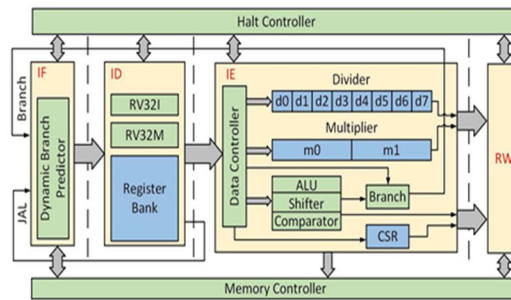 Halt Controller
Branch
JAL
IF
Dynamic Branch
Predictor
ID
RV32I
RV32M
Register
Bank
IE
Data Controller
Divider
d0 d1 d2 d3 d4 d5 d6 d7
Multiplier
m0 m1
ALU
Shifter
Comparator
Branch
CSR
RW
Memory Controller